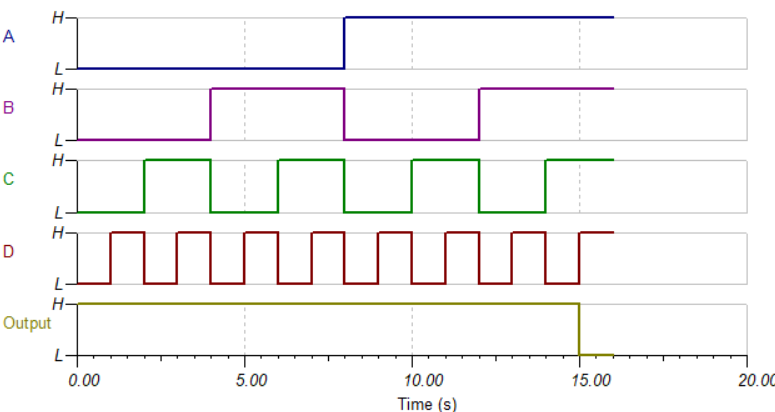 H
A
L
H
B
L
H
C
L
H
D
L
H
Output
L
0.00 5.00 10.00 15.00 20.00
Time (s)